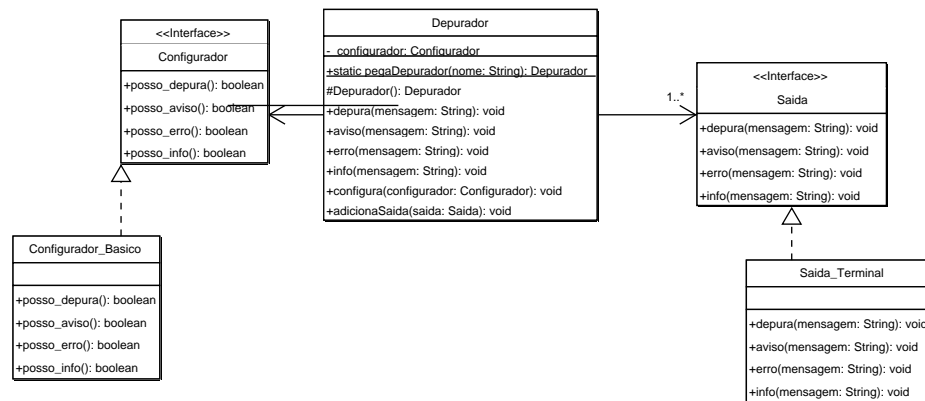 <<Interface>>
Configurador
+posso_depura(): boolean
+posso_aviso(): boolean
+posso_erro(): boolean
+posso_info(): boolean
Depurador
- configurador: Configurador
+static pegaDepurador(nome: String): Depurador
#Depurador(): Depurador
+depura(mensagem: String): void
+aviso(mensagem: String): void
+erro(mensagem: String): void
+info(mensagem: String): void
+configura(configurador: Configurador): void
+adicionaSaida(saida: Saida): void
1..*
<<Interface>>
Saida
+depura(mensagem: String): void
+aviso(mensagem: String): void
+erro(mensagem: String): void
+info(mensagem: String): void
Configurador_Basico
+posso_depura(): boolean
+posso_aviso(): boolean
+posso_erro(): boolean
+posso_info(): boolean
Saida_Terminal
+depura(mensagem: String): void
+aviso(mensagem: String): void
+erro(mensagem: String): void
+info(mensagem: String): void